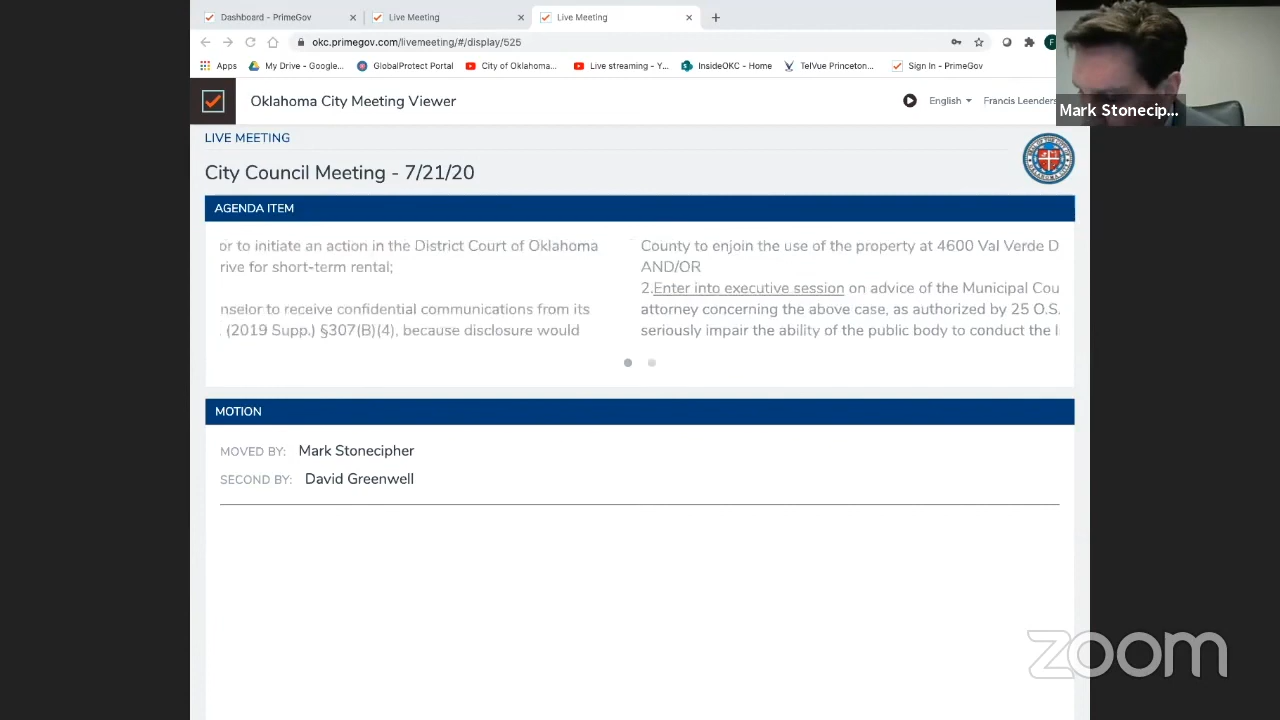 Dashboard - PrimeGov
Live Meeting
Live Meeting
okc.primegov.com/livemeeting/#/display/525
Apps
My Drive - Google...
GlobalProtect Portal
City of Oklahoma...
Live streaming - Y...
InsideOKC - Home
TelVue Princeton...
Sign In - PrimeGov
Mark Stonecip...
Oklahoma City Meeting Viewer
English
Francis Leenders
LIVE MEETING
City Council Meeting - 7/21/20
AGENDA ITEM
or to initiate an action in the District Court of Oklahoma
rive for short-term rental;
nselor to receive confidential communications from its
(2019 Supp.) §307(B)(4), because disclosure would
County to enjoin the use of the property at 4600 Val Verde D
AND/OR
2.Enter into executive session on advice of the Municipal Cou
attorney concerning the above case, as authorized by 25 O.S.
seriously impair the ability of the public body to conduct the
MOTION
MOVED BY: Mark Stonecipher
SECOND BY: David Greenwell
zoom